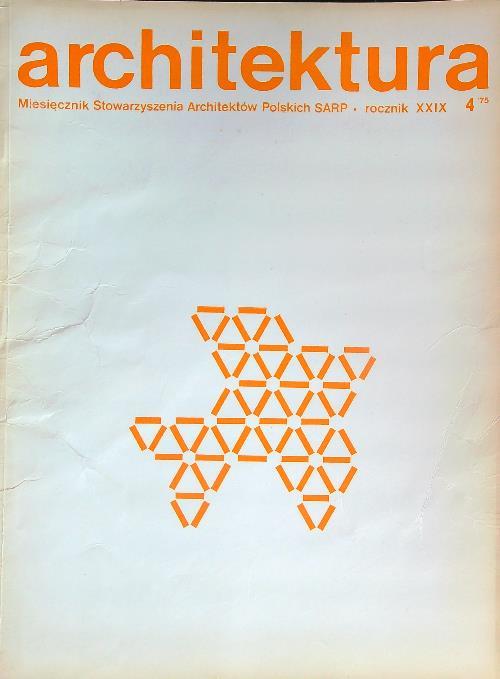 architektura
Miesięcznik Stowarzyszenia Architektów Polskich SARP • rocznik XXIX 4 '75